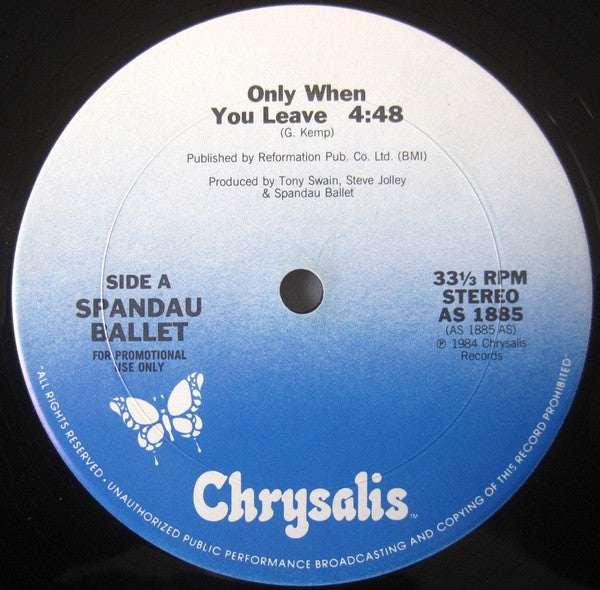 Only When
You Leave 4:48
(G. Kemp)
Published by Reformation Pub. Co. Ltd. (BMI)
Produced by Tony Swain, Steve Jolley
& Spandau Ballet
SIDE A
SPANDAU
BALLET
FOR PROMOTIONAL
USE ONLY
33⅓ RPM
STEREO
AS 1885
(AS 1885 AS)
℗ 1984 Chrysalis
Records
Chrysalis™
· ALL RIGHTS RESERVED · UNAUTHORIZED PUBLIC PERFORMANCE BROADCASTING AND COPYING OF THIS RECORD PROHIBITED ·